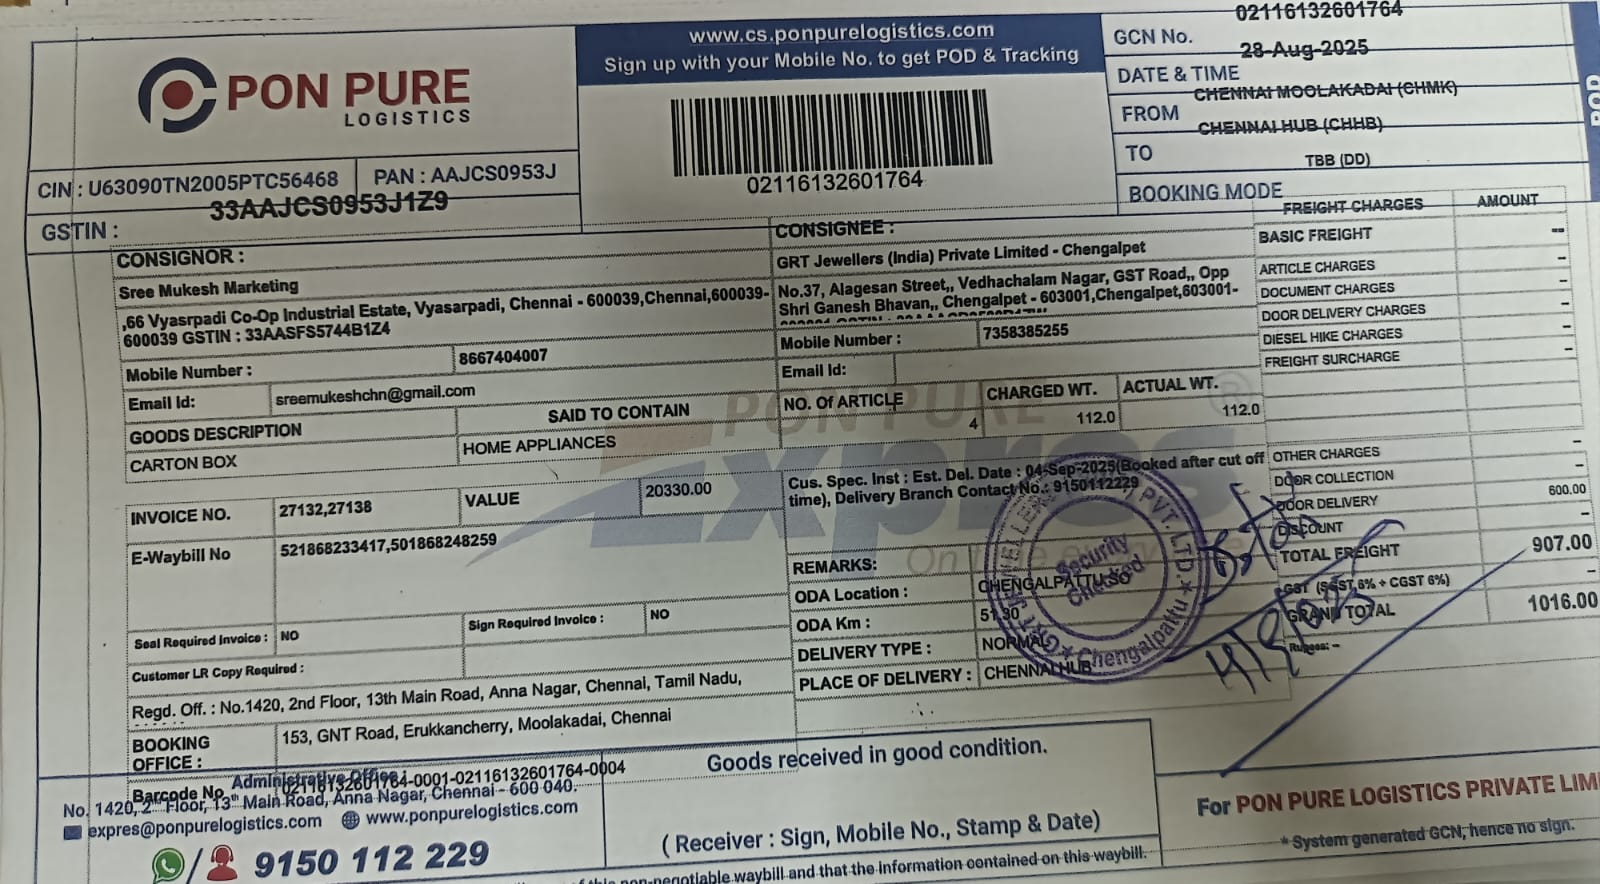 PON PURE
LOGISTICS
CIN : U63090TN2005PTC56468
PAN : AAJCS0953J
33AAJCS0953J1Z9
GSTIN :
www.cs.ponpurelogistics.com
Sign up with your Mobile No. to get POD & Tracking
02116132601764
02116132601764
GCN No.
28-Aug-2025
DATE & TIME
CHENNAI MOOLAKADAI (CHMK)
FROM
CHENNAI HUB (CHHB)
TO
TBB (DD)
BOOKING MODE
POD
CONSIGNOR :
Sree Mukesh Marketing
,66 Vyasrpadi Co-Op Industrial Estate, Vyasarpadi, Chennai - 600039,Chennai,600039-
600039 GSTIN : 33AASFS5744B1Z4
Mobile Number : 8667404007
Email Id: sreemukeshchn@gmail.com
GOODS DESCRIPTION SAID TO CONTAIN
CARTON BOX HOME APPLIANCES
INVOICE NO. 27132,27138 VALUE 20330.00
E-Waybill No 521868233417,501868248259
Seal Required Invoice : NO Sign Required Invoice : NO
Customer LR Copy Required :
Regd. Off. : No.1420, 2nd Floor, 13th Main Road, Anna Nagar, Chennai, Tamil Nadu,
BOOKING OFFICE : 153, GNT Road, Erukkancherry, Moolakadai, Chennai
Barcode No 02116132601764-0001-02116132601764-0004
CONSIGNEE :
GRT Jewellers (India) Private Limited - Chengalpet
No.37, Alagesan Street,, Vedhachalam Nagar, GST Road,, Opp
Shri Ganesh Bhavan,, Chengalpet - 603001,Chengalpet,603001-
Mobile Number : 7358385255
Email Id:
NO. Of ARTICLE CHARGED WT. ACTUAL WT.
4 112.0 112.0
Cus. Spec. Inst : Est. Del. Date : 04-Sep-2025(Booked after cut off
time), Delivery Branch Contact No.: 9150112229
REMARKS:
ODA Location : CHENGALPATTU SO
ODA Km : 51.30
DELIVERY TYPE : NORMAL
PLACE OF DELIVERY : CHENNAI HUB
FREIGHT CHARGES AMOUNT
BASIC FREIGHT --
ARTICLE CHARGES -
DOCUMENT CHARGES -
DOOR DELIVERY CHARGES -
DIESEL HIKE CHARGES -
FREIGHT SURCHARGE -
OTHER CHARGES -
DOOR COLLECTION -
DOOR DELIVERY 600.00
DISCOUNT -
TOTAL FREIGHT 907.00
GST (SGST 6% + CGST 6%) -
GRAND TOTAL 1016.00
Rupees: -
PON PURE
Expres
®
Security
Checked
PVT. LTD
Chengalpattu
Administrative Office :
No. 1420, 2nd Floor, 13th Main Road, Anna Nagar, Chennai - 600 040.
expres@ponpurelogistics.com www.ponpurelogistics.com
9150 112 229
Goods received in good condition.
( Receiver : Sign, Mobile No., Stamp & Date)
non-negotiable waybill and that the information contained on this waybill.
For PON PURE LOGISTICS PRIVATE LIM
* System generated GCN, hence no sign.